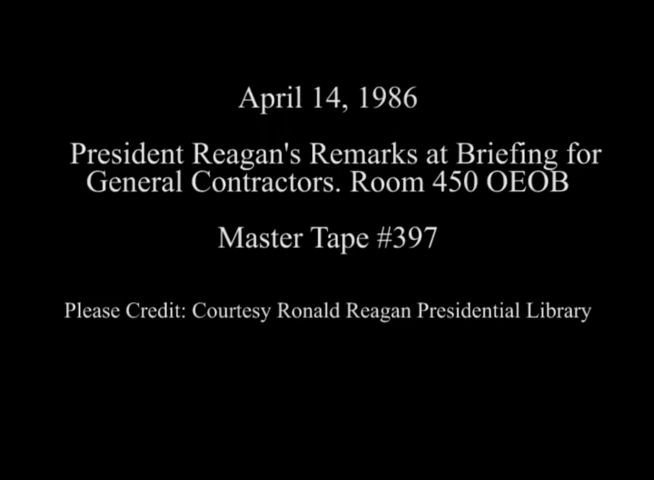 April 14, 1986
President Reagan's Remarks at Briefing for
General Contractors. Room 450 OEOB
Master Tape #397
Please Credit: Courtesy Ronald Reagan Presidential Library